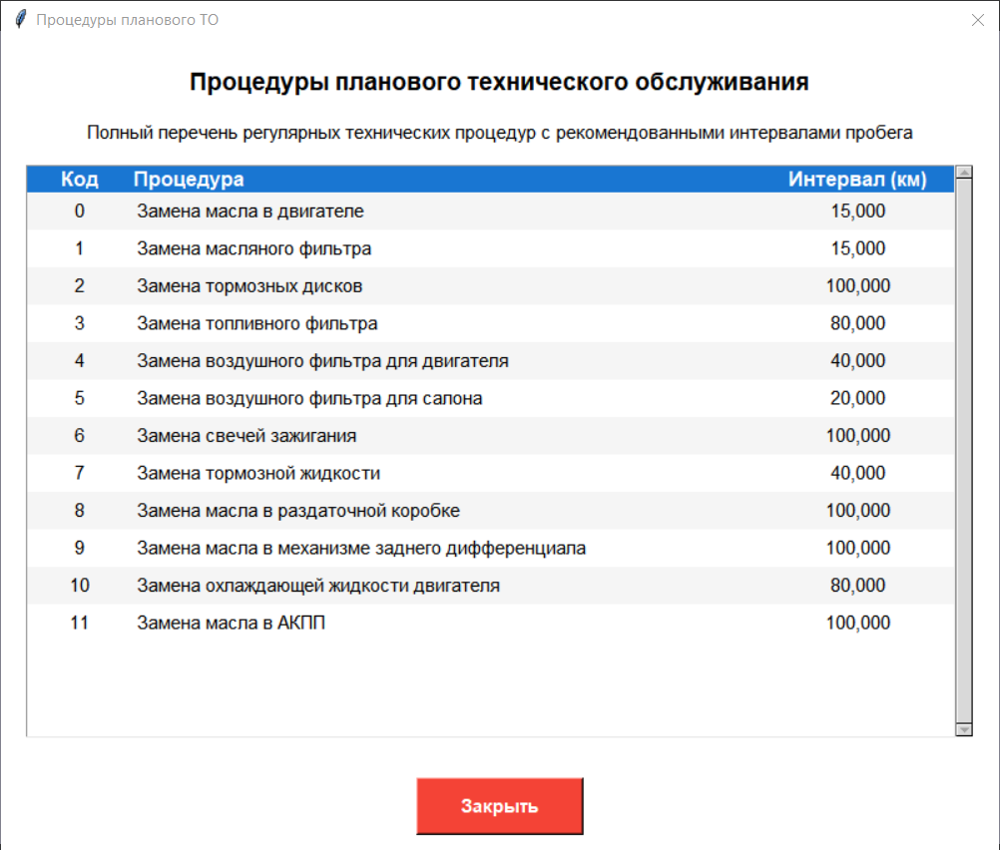 Процедуры планового ТО
Процедуры планового технического обслуживания
Полный перечень регулярных технических процедур с рекомендованными интервалами пробега
Код Процедура Интервал (км)
0 Замена масла в двигателе 15,000
1 Замена масляного фильтра 15,000
2 Замена тормозных дисков 100,000
3 Замена топливного фильтра 80,000
4 Замена воздушного фильтра для двигателя 40,000
5 Замена воздушного фильтра для салона 20,000
6 Замена свечей зажигания 100,000
7 Замена тормозной жидкости 40,000
8 Замена масла в раздаточной коробке 100,000
9 Замена масла в механизме заднего дифференциала 100,000
10 Замена охлаждающей жидкости двигателя 80,000
11 Замена масла в АКПП 100,000
Закрыть